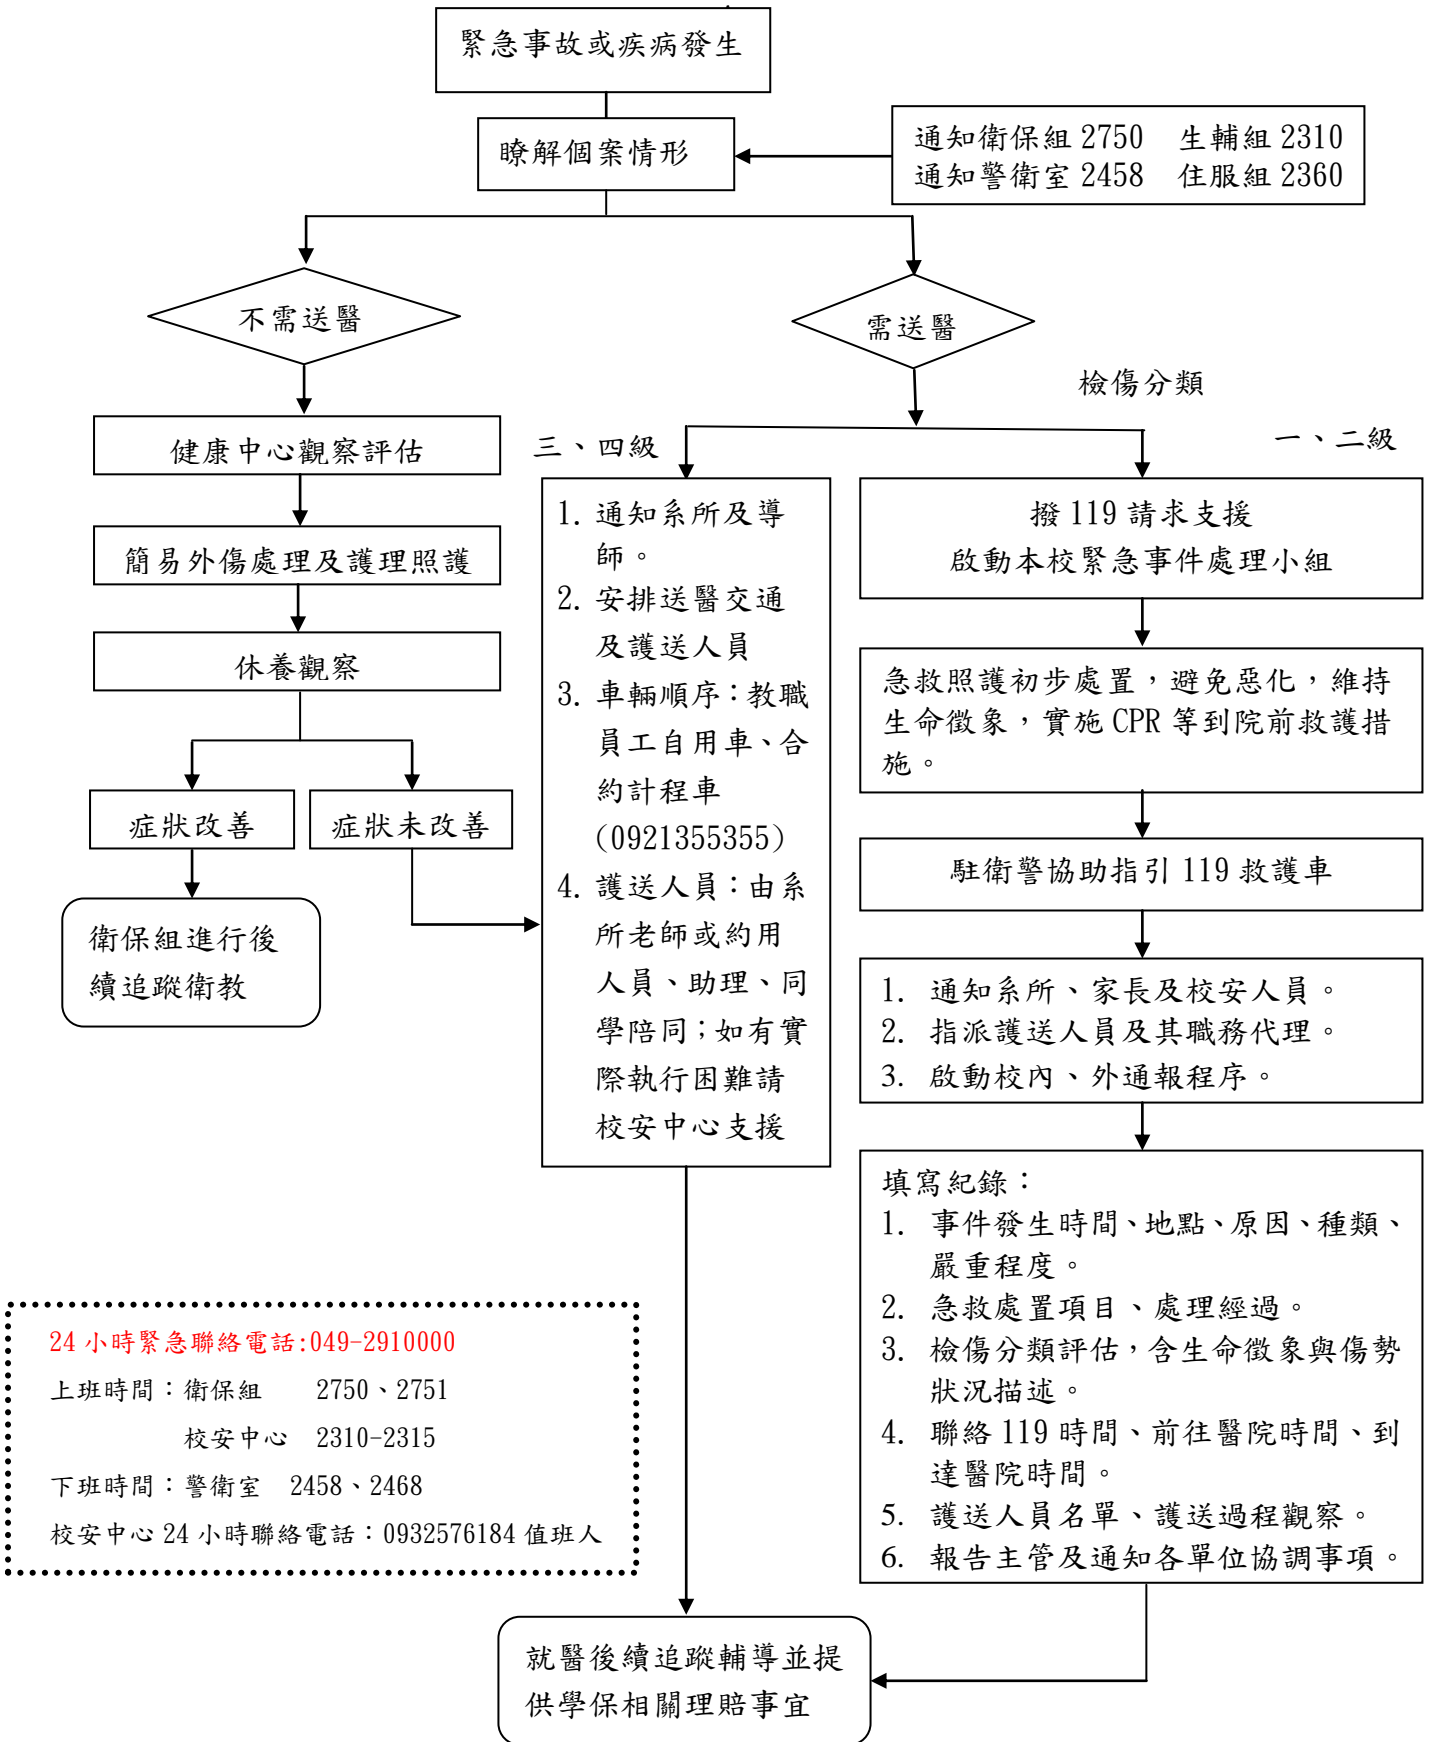 緊急事故或疾病發生
瞭解個案情形
通知衛保組 2750　生輔組 2310
通知警衛室 2458　住服組 2360
不需送醫
需送醫
檢傷分類
三、四級
一、二級
健康中心觀察評估
簡易外傷處理及護理照護
休養觀察
症狀改善
症狀未改善
衛保組進行後
續追蹤衛教
1. 通知系所及導
師。
2. 安排送醫交通
及護送人員
3. 車輛順序：教職
員工自用車、合
約計程車
(0921355355)
4. 護送人員：由系
所老師或約用
人員、助理、同
學陪同；如有實
際執行困難請
校安中心支援
撥 119 請求支援
啟動本校緊急事件處理小組
急救照護初步處置，避免惡化，維持
生命徵象，實施 CPR 等到院前救護措
施。
駐衛警協助指引 119 救護車
1. 通知系所、家長及校安人員。
2. 指派護送人員及其職務代理。
3. 啟動校內、外通報程序。
填寫紀錄：
1. 事件發生時間、地點、原因、種類、
嚴重程度。
2. 急救處置項目、處理經過。
3. 檢傷分類評估，含生命徵象與傷勢
狀況描述。
4. 聯絡 119 時間、前往醫院時間、到
達醫院時間。
5. 護送人員名單、護送過程觀察。
6. 報告主管及通知各單位協調事項。
24 小時緊急聯絡電話:049-2910000
上班時間：衛保組　2750、2751
校安中心　2310-2315
下班時間：警衛室　2458、2468
校安中心 24 小時聯絡電話：0932576184 值班人
就醫後續追蹤輔導並提
供學保相關理賠事宜